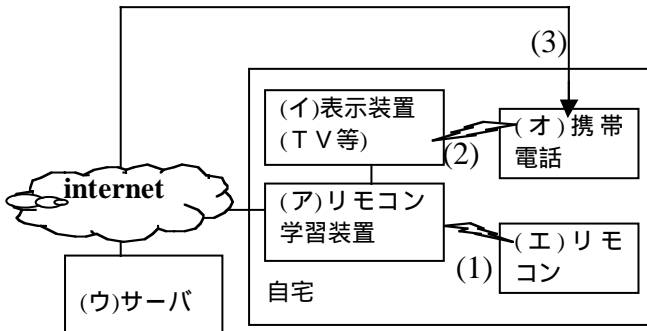 (3)
(イ)表示装置
(ＴＶ等)
(オ)携帯
電話
(2)
internet
(ア)リモコン
学習装置
(エ)リモ
コン
(1)
(ウ)サーバ
自宅